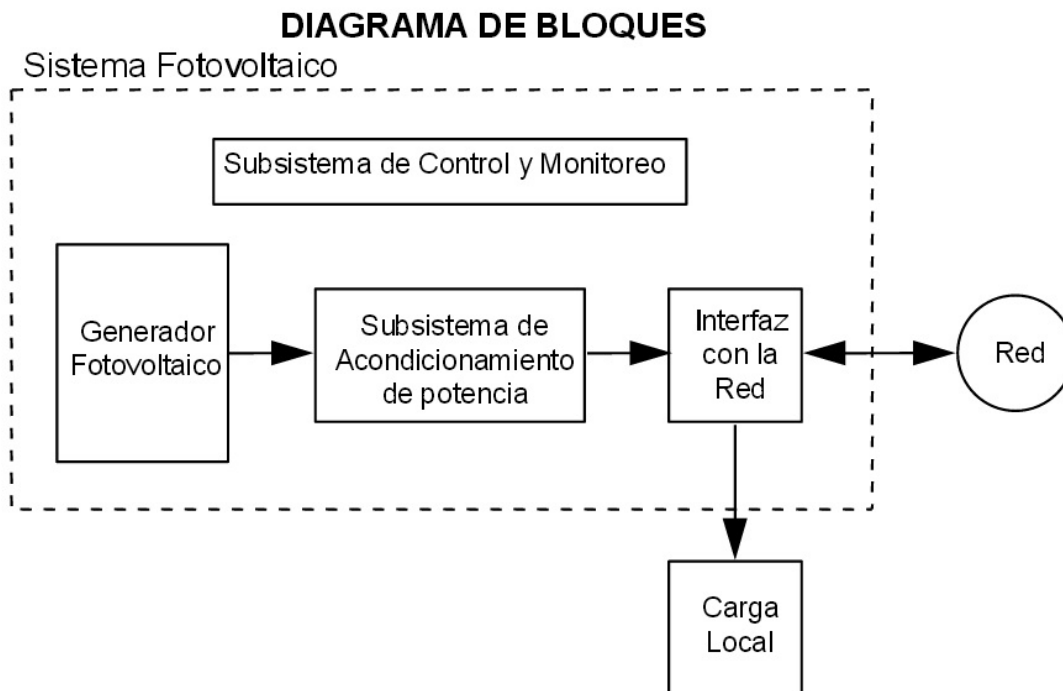 DIAGRAMA DE BLOQUES
Sistema Fotovoltaico
Subsistema de Control y Monitoreo
Generador
Fotovoltaico
Subsistema de
Acondicionamiento
de potencia
Interfaz
con la
Red
Red
Carga
Local